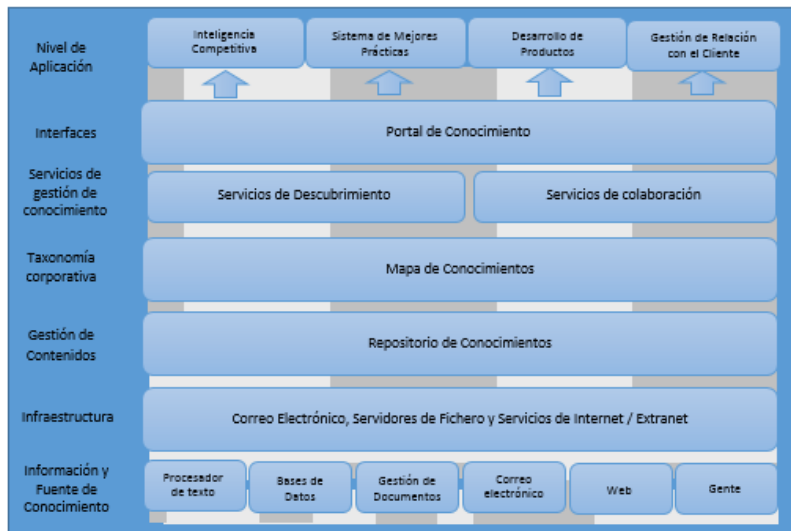 Nivel de
Aplicación
Inteligencia
Competitiva
Sistema de Mejores
Prácticas
Desarrollo de
Productos
Gestión de Relación
con el Cliente
Interfaces
Portal de Conocimiento
Servicios de
gestión de
conocimiento
Servicios de Descubrimiento
Servicios de colaboración
Taxonomía
corporativa
Mapa de Conocimientos
Gestión de
Contenidos
Repositorio de Conocimientos
Infraestructura
Correo Electrónico, Servidores de Fichero y Servicios de Internet / Extranet
Información y
Fuente de
Conocimiento
Procesador
de texto
Bases de
Datos
Gestión de
Documentos
Correo
electrónico
Web
Gente